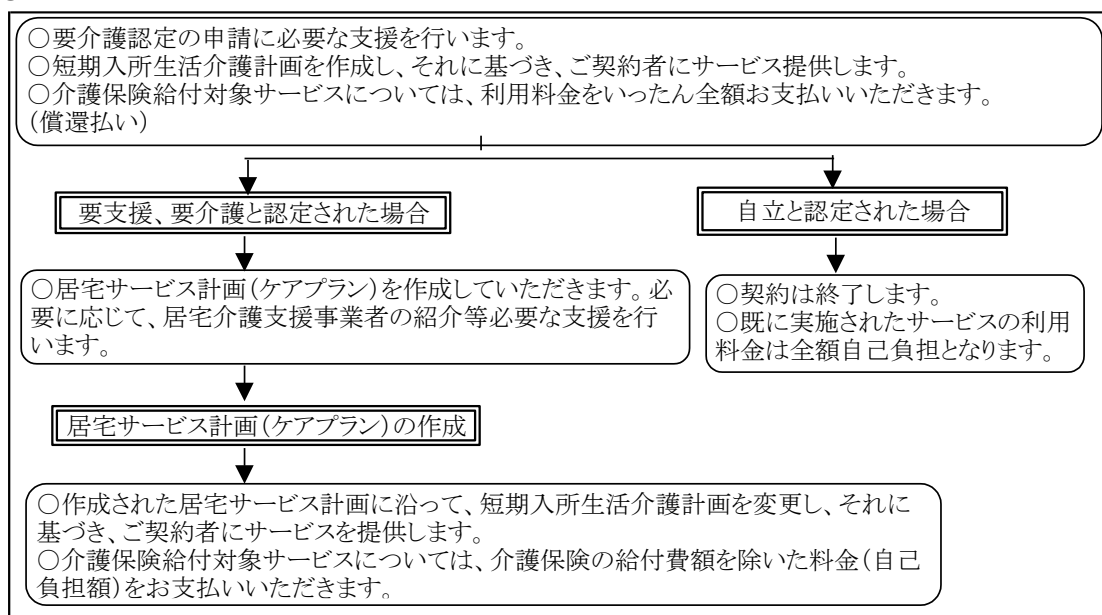 ○要介護認定の申請に必要な支援を行います。
○短期入所生活介護計画を作成し、それに基づき、ご契約者にサービス提供します。
○介護保険給付対象サービスについては、利用料金をいったん全額お支払いいただきます。
(償還払い)
要支援、要介護と認定された場合
自立と認定された場合
○居宅サービス計画(ケアプラン)を作成していただきます。必
要に応じて、居宅介護支援事業者の紹介等必要な支援を行
います。
○契約は終了します。
○既に実施されたサービスの利用
料金は全額自己負担となります。
居宅サービス計画(ケアプラン)の作成
○作成された居宅サービス計画に沿って、短期入所生活介護計画を変更し、それに
基づき、ご契約者にサービスを提供します。
○介護保険給付対象サービスについては、介護保険の給付費額を除いた料金(自己
負担額)をお支払いいただきます。